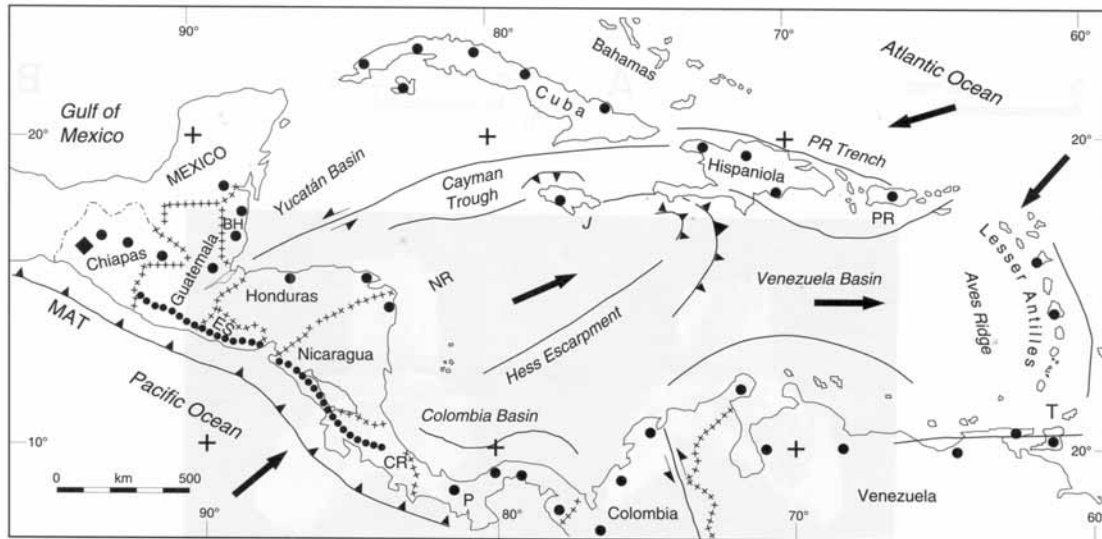 90°
80°
70°
60°
Bahamas
Atlantic Ocean
Gulf of
Mexico
Cuba
20°
20°
MEXICO
Yucatán Basin
PR Trench
Cayman
Trough
Hispaniola
J
PR
BH
Chiapas
Guatemala
Honduras
NR
Venezuela Basin
Lesser Antilles
Aves Ridge
MAT
ES
Nicaragua
Hess Escarpment
Pacific Ocean
Colombia Basin
T
10°
20°
CR
P
0 km 500
Colombia
Venezuela
90°
80°
70°
60